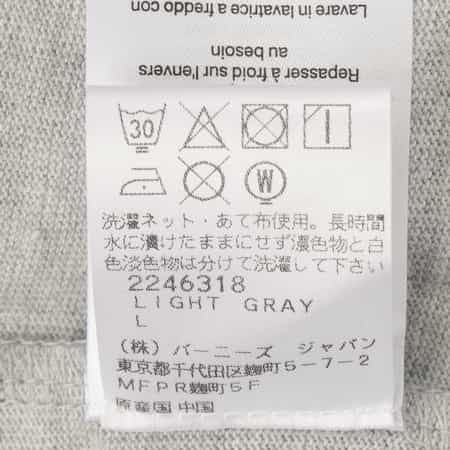 Lavare in lavatrice a freddo con
au besoin
Repasser à froid sur l'envers
30
W
洗濯ネット・あて布使用。長時間
水に漬けたままにせず濃色物と白
色淡色物は分けて洗濯して下さい
2246318
LIGHT GRAY
L
(株) バーニーズ ジャパン
東京都千代田区麹町5-7-2
MFPR麹町5F
原産国 中国